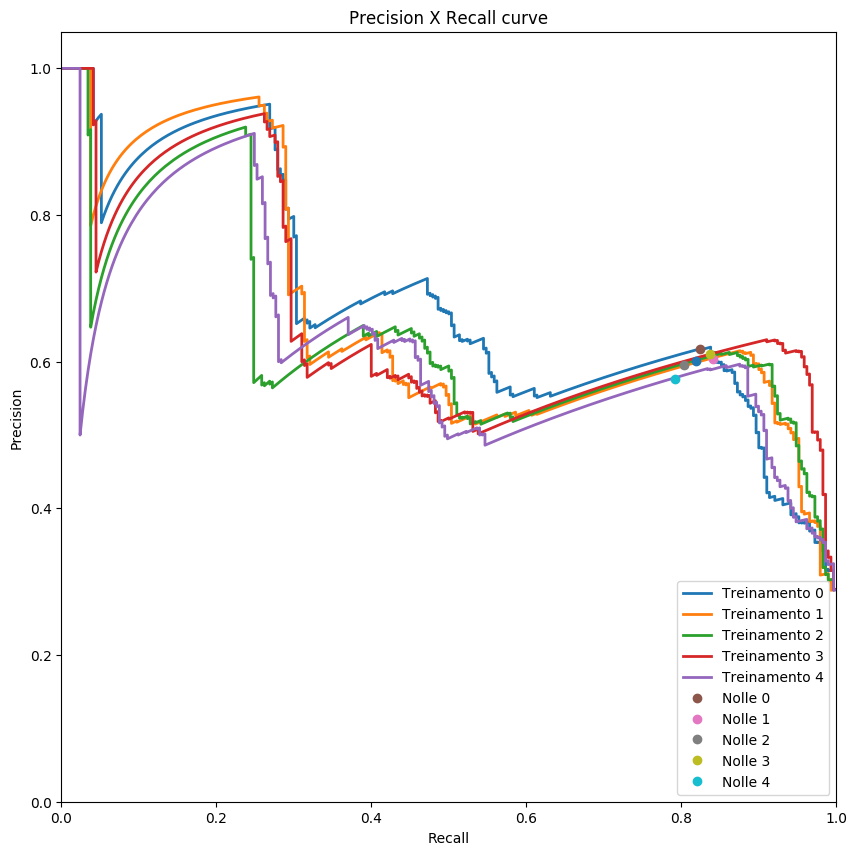 Precision X Recall curve
1.0
0.8
0.6
0.4
0.2
0.0
Precision
0.0 0.2 0.4 0.6 0.8 1.0
Recall
Treinamento 0
Treinamento 1
Treinamento 2
Treinamento 3
Treinamento 4
Nolle 0
Nolle 1
Nolle 2
Nolle 3
Nolle 4